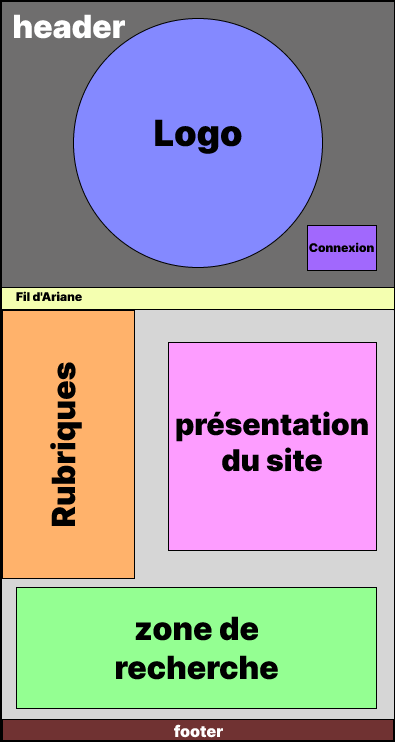 header
Logo
Connexion
Fil d'Ariane
Rubriques
présentation
du site
zone de
recherche
footer